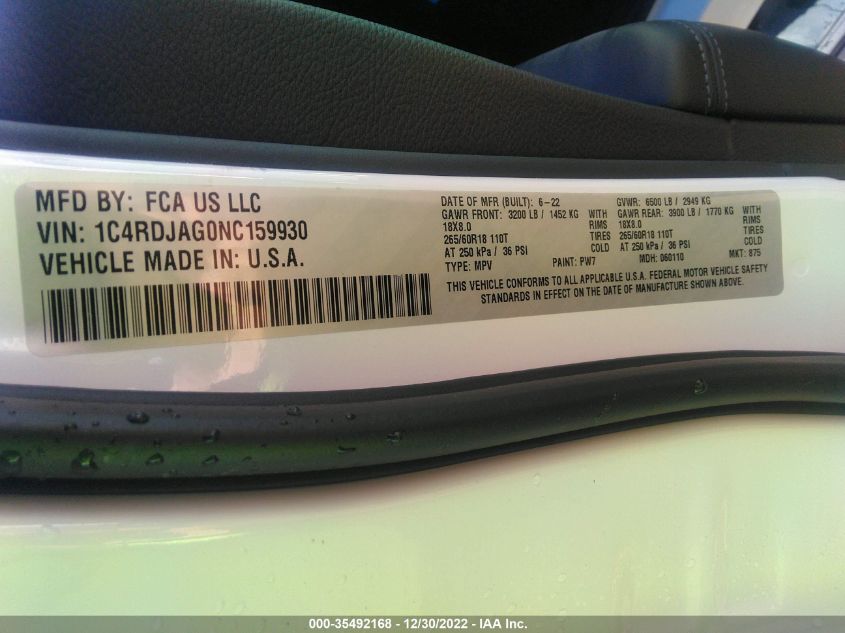 MFD BY: FCA US LLC
VIN: 1C4RDJAG0NC159930
VEHICLE MADE IN: U.S.A.
DATE OF MFR (BUILT): 6-22 GVWR: 6500 LB / 2949 KG
GAWR FRONT: 3200 LB / 1452 KG WITH GAWR REAR: 3900 LB / 1770 KG WITH
18X8.0 RIMS 18X8.0 RIMS
265/60R18 110T TIRES 265/60R18 110T TIRES
AT 250 kPa / 36 PSI COLD AT 250 kPa / 36 PSI COLD
TYPE: MPV PAINT: PW7 MDH: 060110 MKT: 875
THIS VEHICLE CONFORMS TO ALL APPLICABLE U.S.A. FEDERAL MOTOR VEHICLE SAFETY
STANDARDS IN EFFECT ON THE DATE OF MANUFACTURE SHOWN ABOVE.
000-35492168 - 12/30/2022 - IAA Inc.